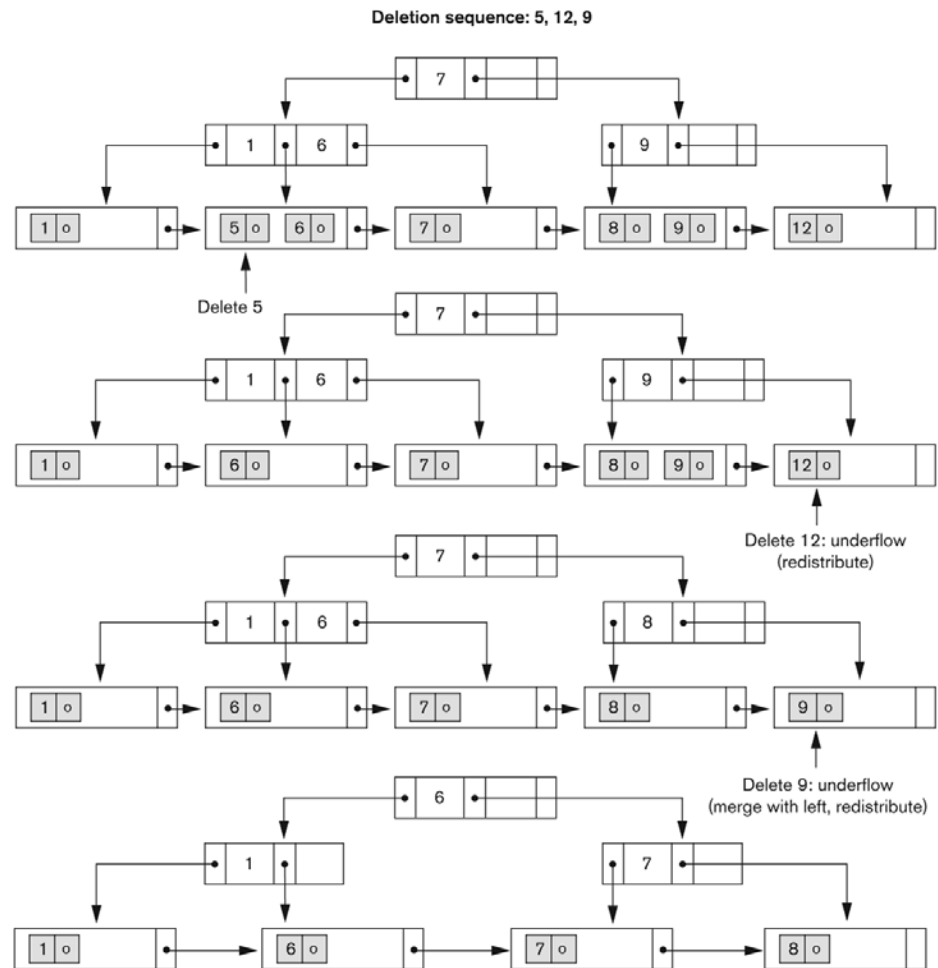 Deletion sequence: 5, 12, 9
7
1 6 9
1 o 5 o 6 o 7 o 8 o 9 o 12 o
Delete 5
7
1 6 9
1 o 6 o 7 o 8 o 9 o 12 o
Delete 12: underflow
(redistribute)
7
1 6 8
1 o 6 o 7 o 8 o 9 o
Delete 9: underflow
(merge with left, redistribute)
6
1 7
1 o 6 o 7 o 8 o